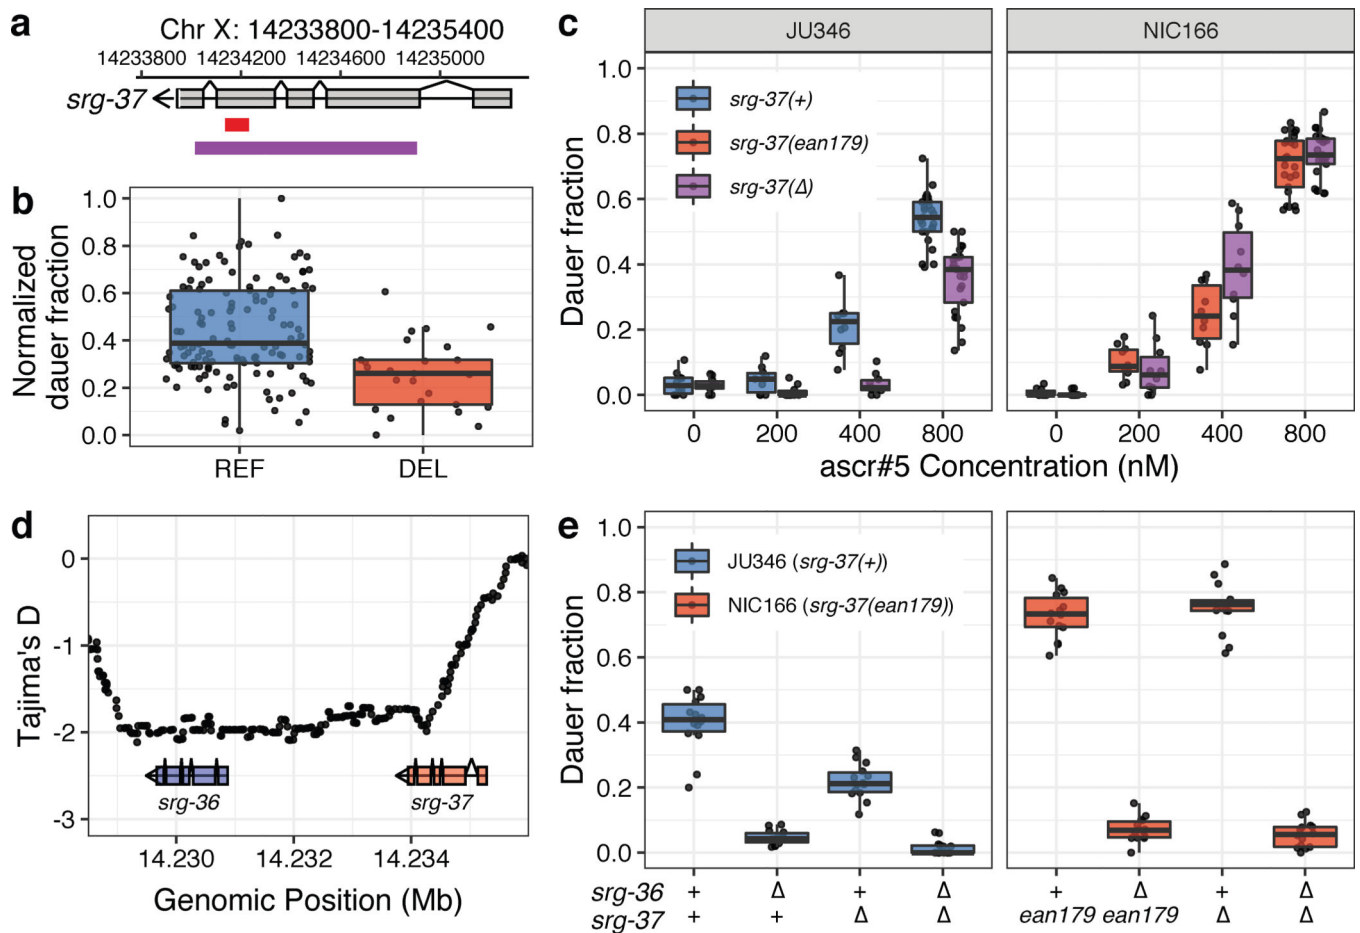 a
Chr X: 14233800-14235400
14233800 14234200 14234600 14235000
srg-37
b
Normalized
dauer fraction
1.0
0.8
0.6
0.4
0.2
0.0
REF DEL
c
JU346 NIC166
Dauer fraction
1.0
0.8
0.6
0.4
0.2
0.0
srg-37(+)
srg-37(ean179)
srg-37(Δ)
0 200 400 800 0 200 400 800
ascr#5 Concentration (nM)
d
Tajima's D
0
-1
-2
-3
srg-36 srg-37
14.230 14.232 14.234
Genomic Position (Mb)
e
Dauer fraction
1.0
0.8
0.6
0.4
0.2
0.0
JU346 (srg-37(+))
NIC166 (srg-37(ean179))
srg-36 + Δ + Δ + Δ + Δ
srg-37 + + Δ Δ ean179 ean179 Δ Δ